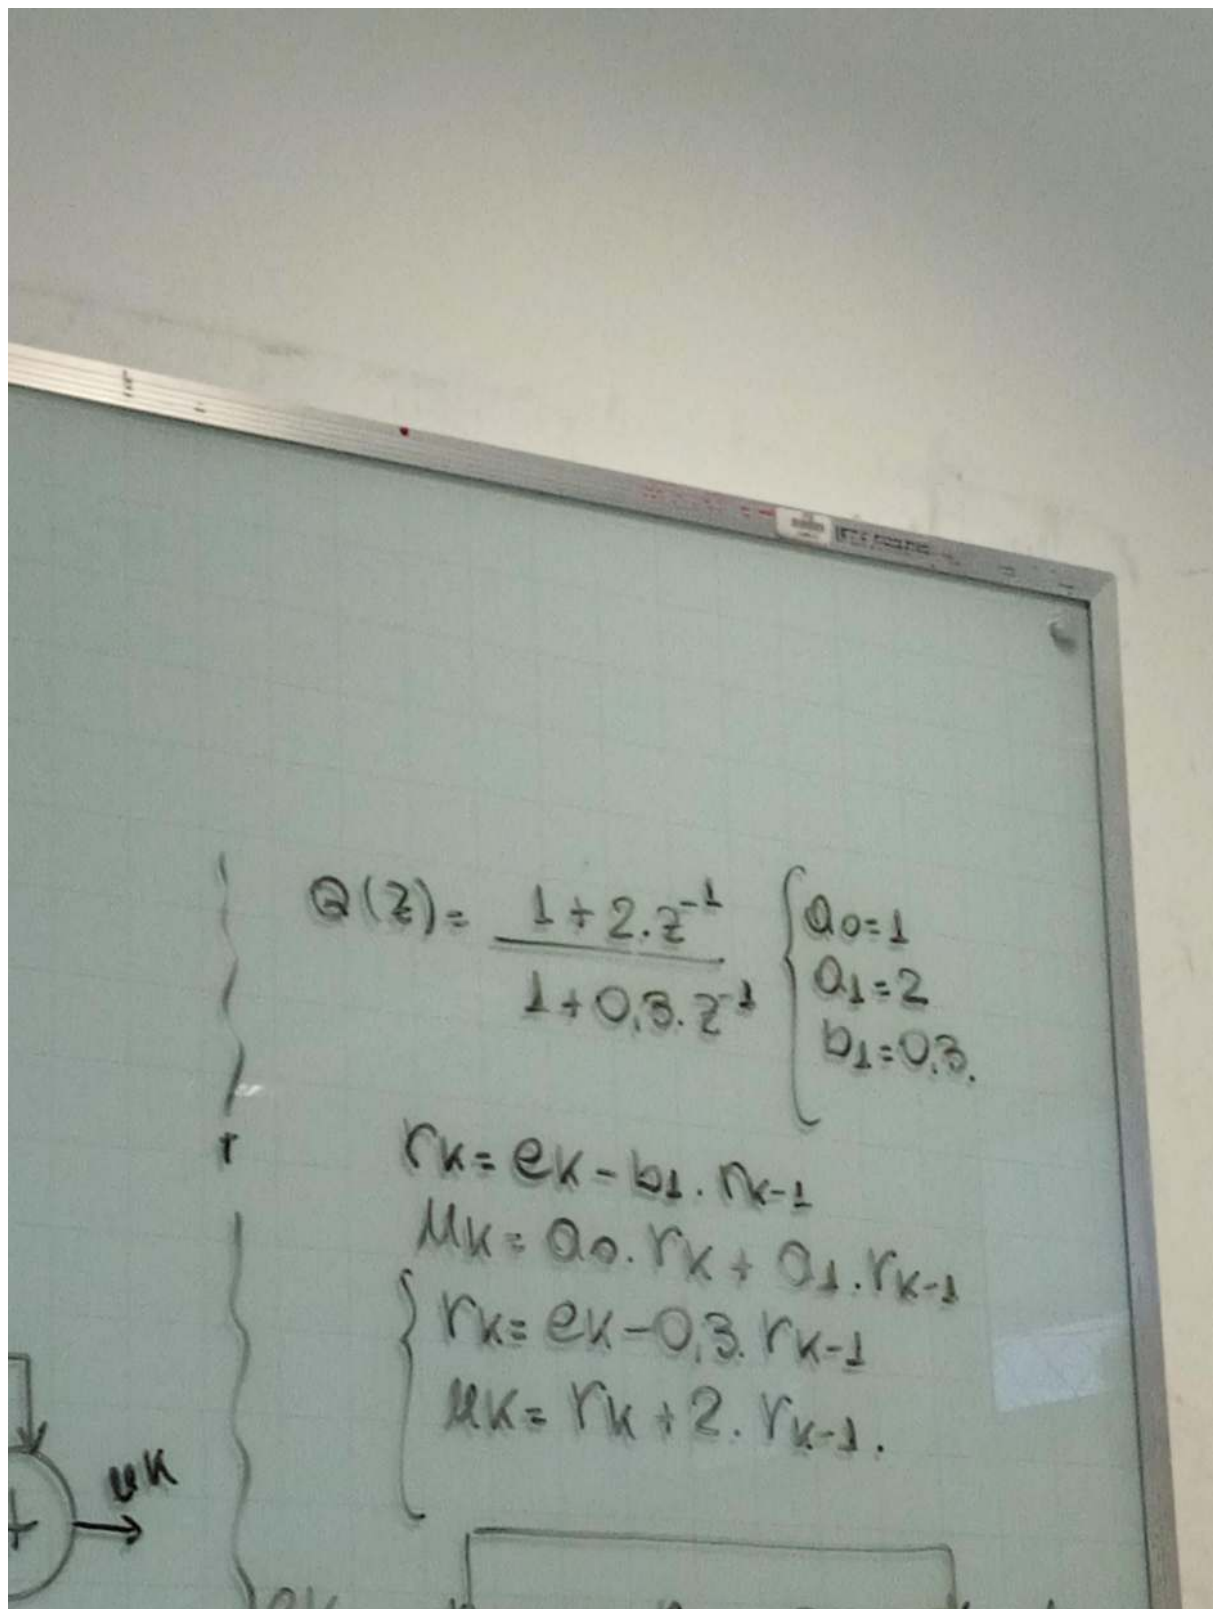 Q(z) = (1 + 2.z^-1) / (1 + 0,3.z^-1)
a0 = 1
a1 = 2
b1 = 0,3.
rk = ek - b1. rk-1
uk = a0. rk + a1. rk-1
rk = ek - 0,3. rk-1
uk = rk + 2. rk-1.
uk
+